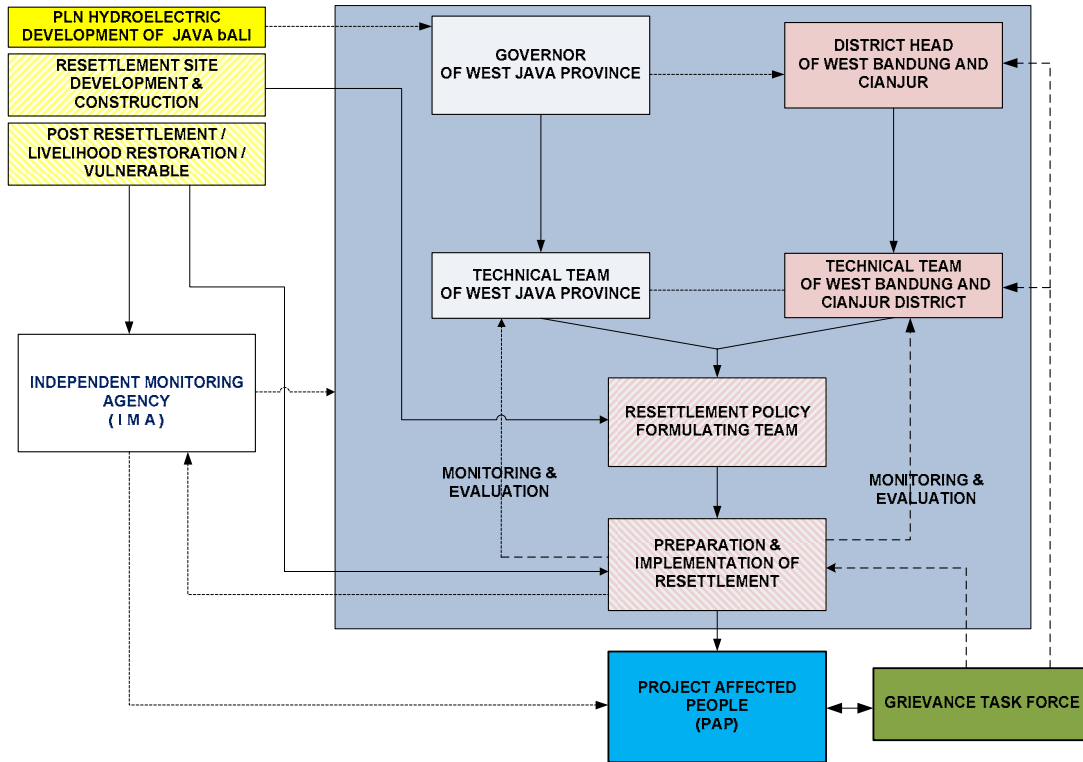 PLN HYDROELECTRIC
DEVELOPMENT OF JAVA bALI
RESETTLEMENT SITE
DEVELOPMENT &
CONSTRUCTION
POST RESETTLEMENT /
LIVELIHOOD RESTORATION /
VULNERABLE
GOVERNOR
OF WEST JAVA PROVINCE
DISTRICT HEAD
OF WEST BANDUNG AND
CIANJUR
TECHNICAL TEAM
OF WEST JAVA PROVINCE
TECHNICAL TEAM
OF WEST BANDUNG AND
CIANJUR DISTRICT
INDEPENDENT MONITORING
AGENCY
( I M A )
RESETTLEMENT POLICY
FORMULATING TEAM
MONITORING &
EVALUATION
MONITORING &
EVALUATION
PREPARATION &
IMPLEMENTATION OF
RESETTLEMENT
PROJECT AFFECTED
PEOPLE
(PAP)
GRIEVANCE TASK FORCE